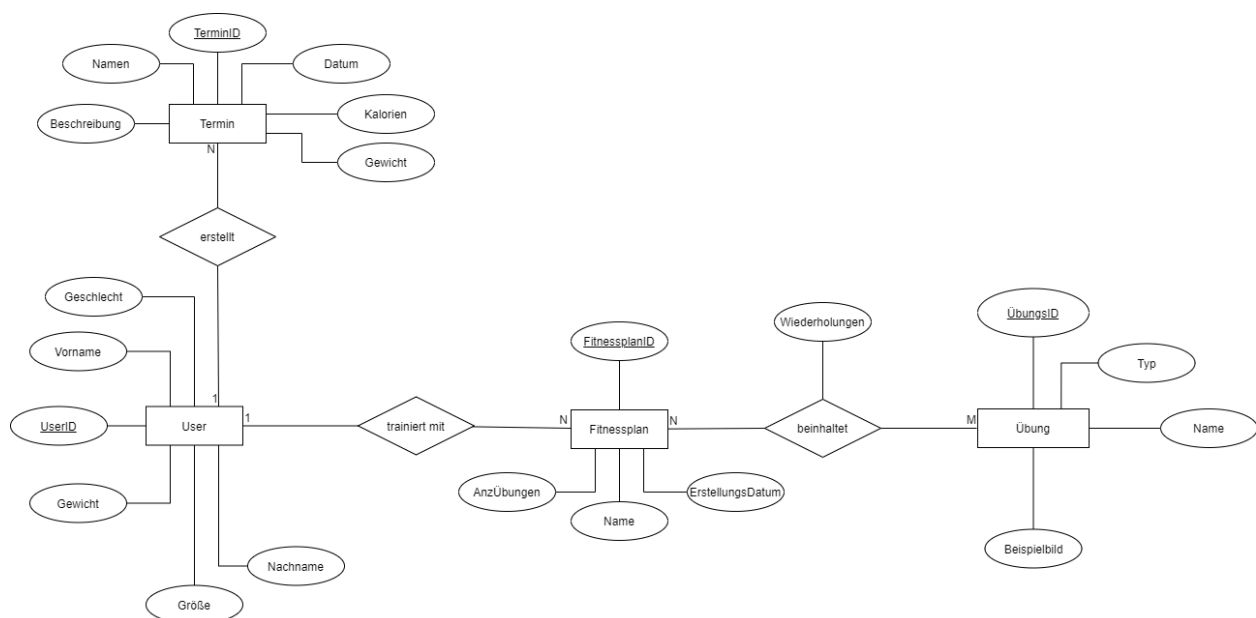 TerminID
Namen
Datum
Beschreibung
Termin
Kalorien
Gewicht
N
erstellt
Geschlecht
Vorname
UserID
1
1
User
Gewicht
Größe
Nachname
trainiert mit
FitnessplanID
N
Fitnessplan
N
AnzÜbungen
Name
ErstellungsDatum
Wiederholungen
beinhaltet
M
ÜbungsID
Typ
Übung
Name
Beispielbild